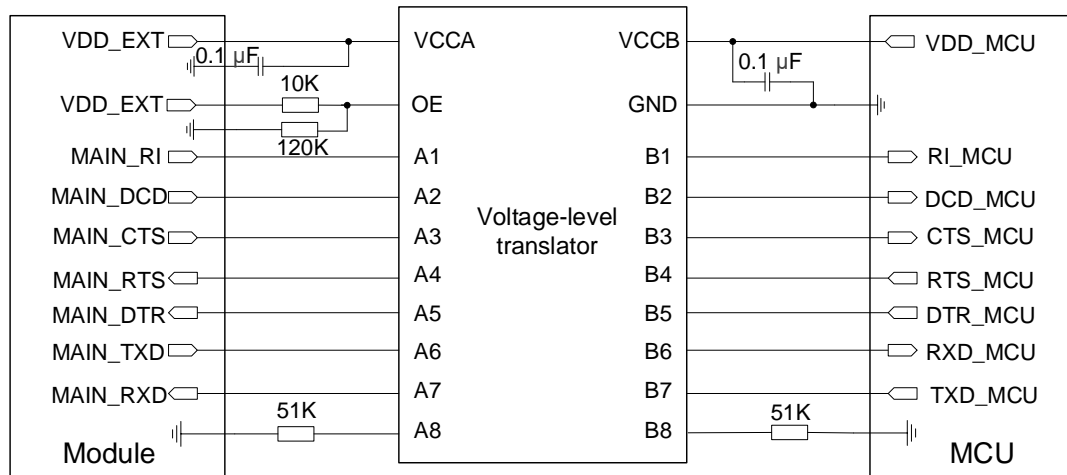 VDD_EXT VCCA VCCB VDD_MCU
0.1 µF 0.1 µF
10K
VDD_EXT OE GND
120K
MAIN_RI A1 B1 RI_MCU
MAIN_DCD A2 B2 DCD_MCU
Voltage-level
translator
MAIN_CTS A3 B3 CTS_MCU
MAIN_RTS A4 B4 RTS_MCU
MAIN_DTR A5 B5 DTR_MCU
MAIN_TXD A6 B6 RXD_MCU
MAIN_RXD A7 B7 TXD_MCU
51K 51K
A8 B8
Module MCU